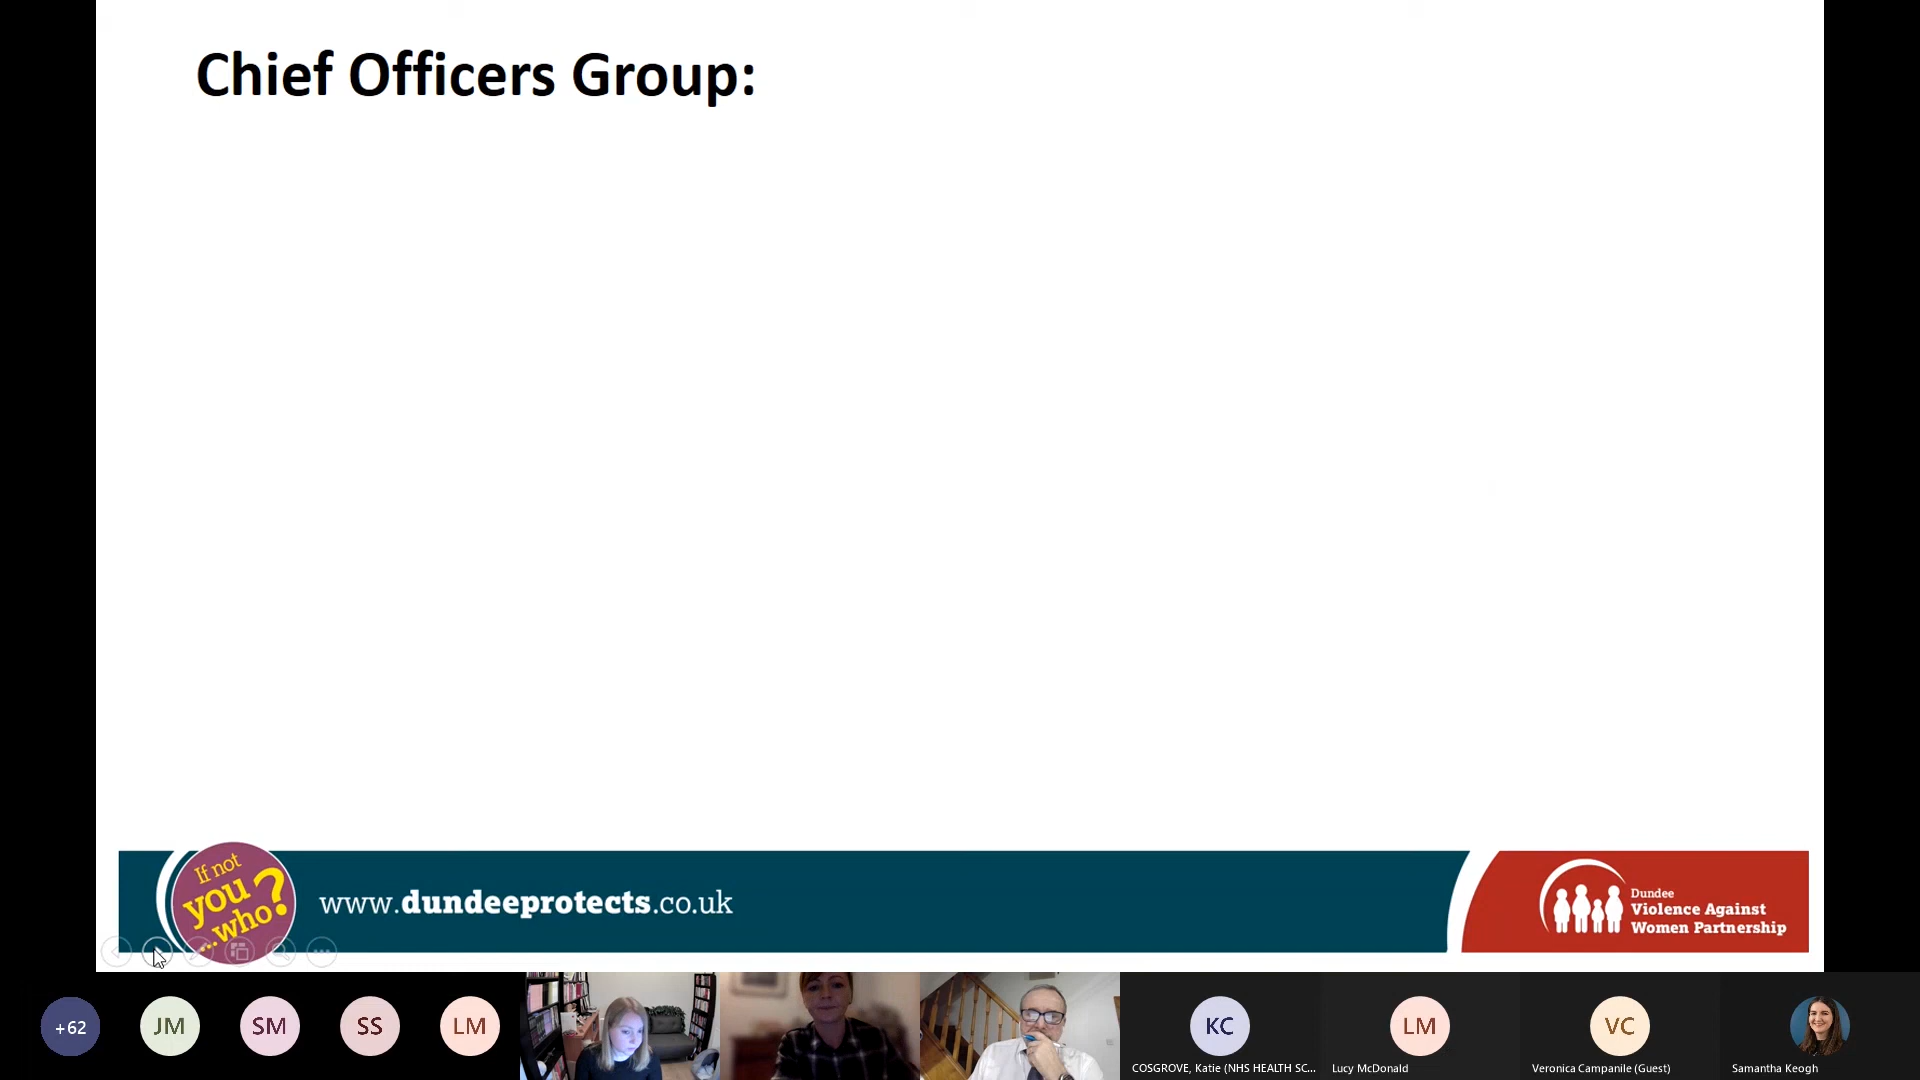 Chief Officers Group:
If not
you
...who?
www.dundeeprotects.co.uk
Dundee
Violence Against
Women Partnership
+62
JM
SM
SS
LM
KC
LM
VC
COSGROVE, Katie (NHS HEALTH SC...
Lucy McDonald
Veronica Campanile (Guest)
Samantha Keogh